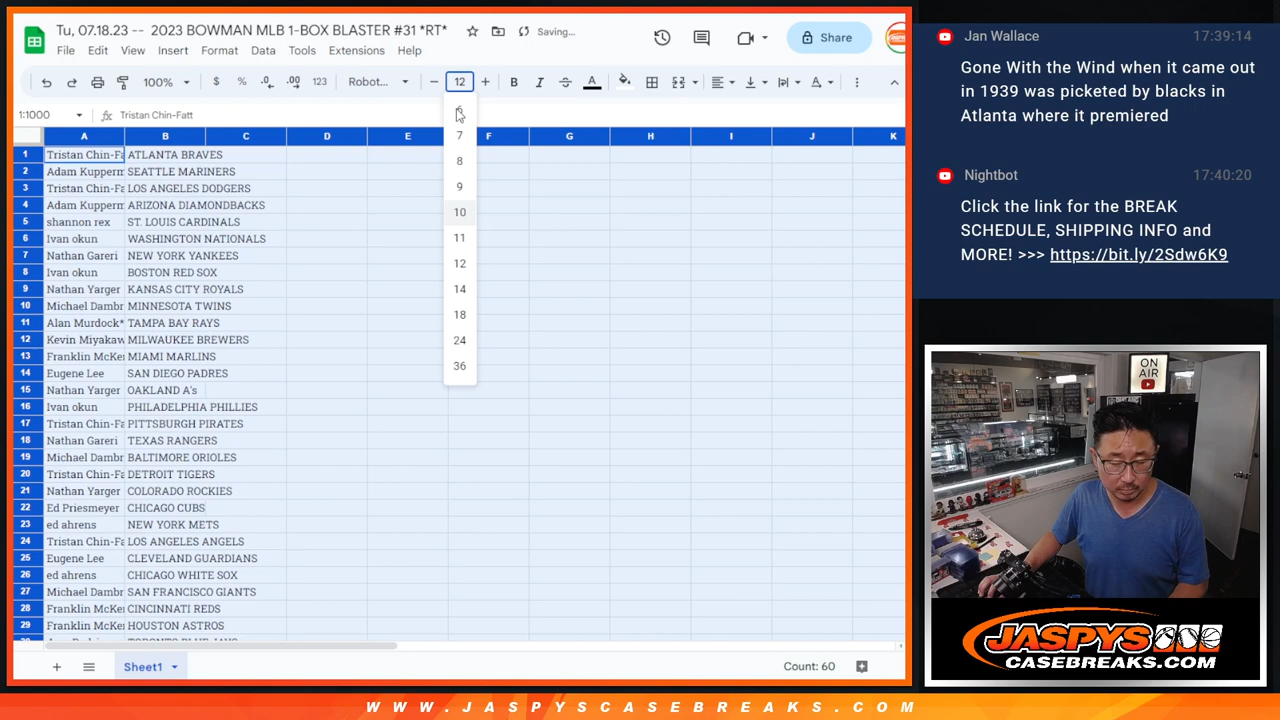 Tu, 07.18.23 -- 2023 BOWMAN MLB 1-BOX BLASTER #31 *RT*
Saving...
Share
File Edit View Insert Format Data Tools Extensions Help
100% $ % .0 .00 123 Robot... − 12 + B I A
1:1000 fx Tristan Chin-Fatt
A B C D E F G H I J K
1 Tristan Chin-Fa ATLANTA BRAVES
2 Adam Kupperm SEATTLE MARINERS
3 Tristan Chin-Fa LOS ANGELES DODGERS
4 Adam Kupperm ARIZONA DIAMONDBACKS
5 shannon rex ST. LOUIS CARDINALS
6 Ivan okun WASHINGTON NATIONALS
7 Nathan Gareri NEW YORK YANKEES
8 Ivan okun BOSTON RED SOX
9 Nathan Yarger KANSAS CITY ROYALS
10 Michael Dambr MINNESOTA TWINS
11 Alan Murdock* TAMPA BAY RAYS
12 Kevin Miyakaw MILWAUKEE BREWERS
13 Franklin McKe MIAMI MARLINS
14 Eugene Lee SAN DIEGO PADRES
15 Nathan Yarger OAKLAND A's
16 Ivan okun PHILADELPHIA PHILLIES
17 Tristan Chin-Fa PITTSBURGH PIRATES
18 Nathan Gareri TEXAS RANGERS
19 Michael Dambr BALTIMORE ORIOLES
20 Tristan Chin-Fa DETROIT TIGERS
21 Nathan Yarger COLORADO ROCKIES
22 Ed Priesmeyer CHICAGO CUBS
23 ed ahrens NEW YORK METS
24 Tristan Chin-Fa LOS ANGELES ANGELS
25 Eugene Lee CLEVELAND GUARDIANS
26 ed ahrens CHICAGO WHITE SOX
27 Michael Dambr SAN FRANCISCO GIANTS
28 Franklin McKe CINCINNATI REDS
29 Franklin McKe HOUSTON ASTROS
6
7
8
9
10
11
12
14
18
24
36
Sheet1
Count: 60
Jan Wallace 17:39:14
Gone With the Wind when it came out
in 1939 was picketed by blacks in
Atlanta where it premiered
Nightbot 17:40:20
Click the link for the BREAK
SCHEDULE, SHIPPING INFO and
MORE! >>> https://bit.ly/2Sdw6K9
ON
AIR
JASPYS
CASEBREAKS.COM
WWW.JASPYSCASEBREAKS.COM